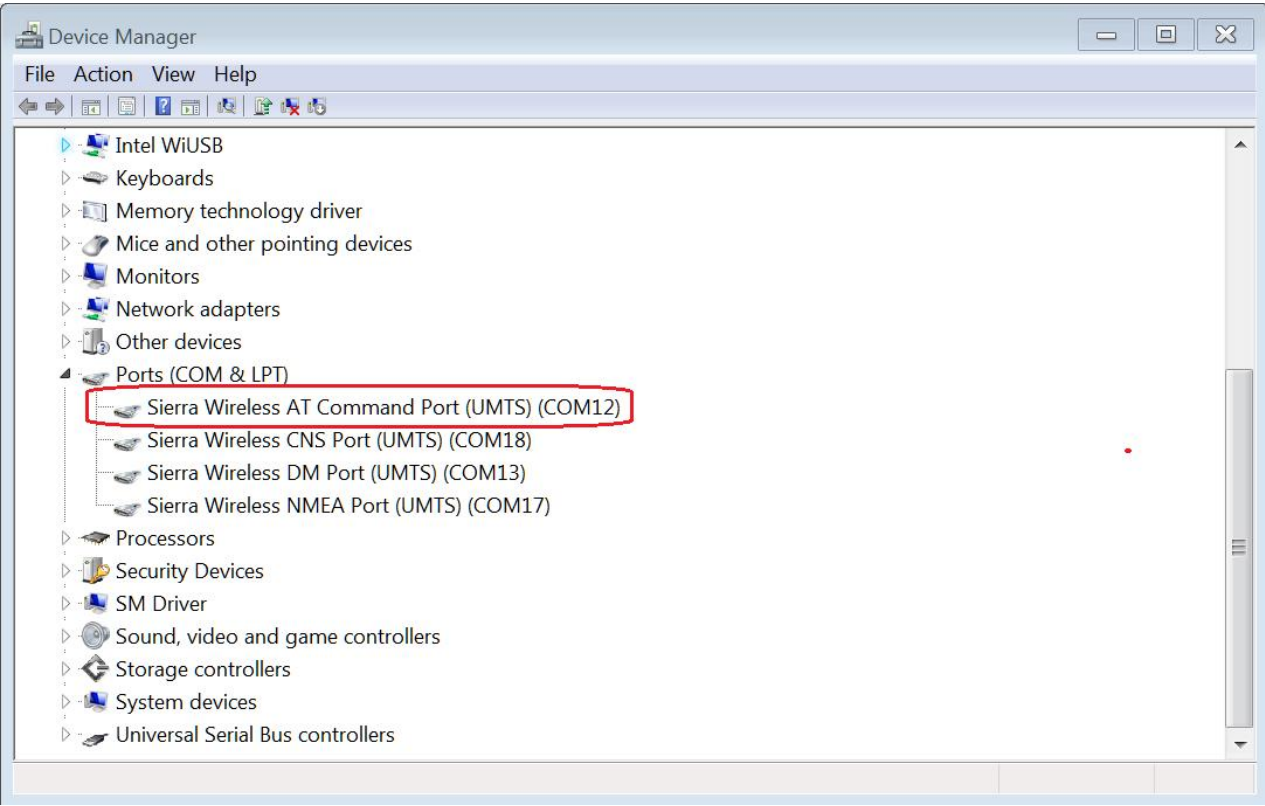 Device Manager
File Action View Help
Intel WiUSB
Keyboards
Memory technology driver
Mice and other pointing devices
Monitors
Network adapters
Other devices
Ports (COM & LPT)
Sierra Wireless AT Command Port (UMTS) (COM12)
Sierra Wireless CNS Port (UMTS) (COM18)
Sierra Wireless DM Port (UMTS) (COM13)
Sierra Wireless NMEA Port (UMTS) (COM17)
Processors
Security Devices
SM Driver
Sound, video and game controllers
Storage controllers
System devices
Universal Serial Bus controllers